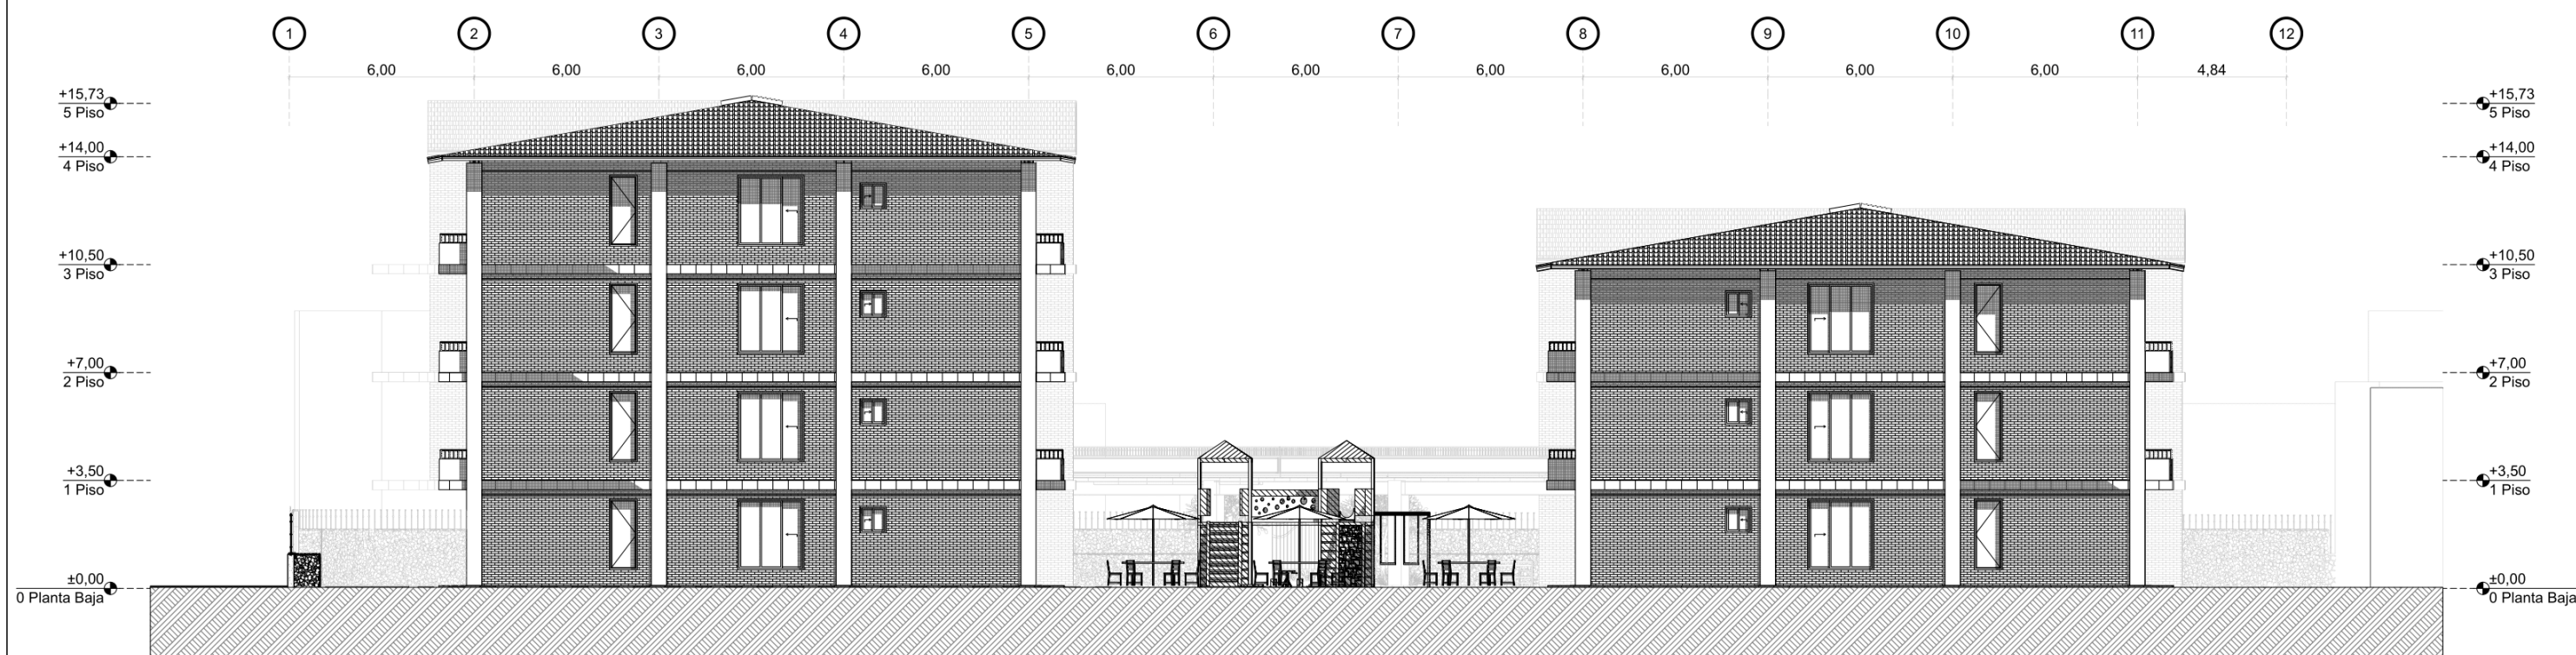 1 2 3 4 5 6 7 8 9 10 11 12
6,00 6,00 6,00 6,00 6,00 6,00 6,00 6,00 6,00 6,00 4,84
+15,73
5 Piso
+14,00
4 Piso
+10,50
3 Piso
+7,00
2 Piso
+3,50
1 Piso
±0,00
0 Planta Baja
+15,73
5 Piso
+14,00
4 Piso
+10,50
3 Piso
+7,00
2 Piso
+3,50
1 Piso
±0,00
0 Planta Baja